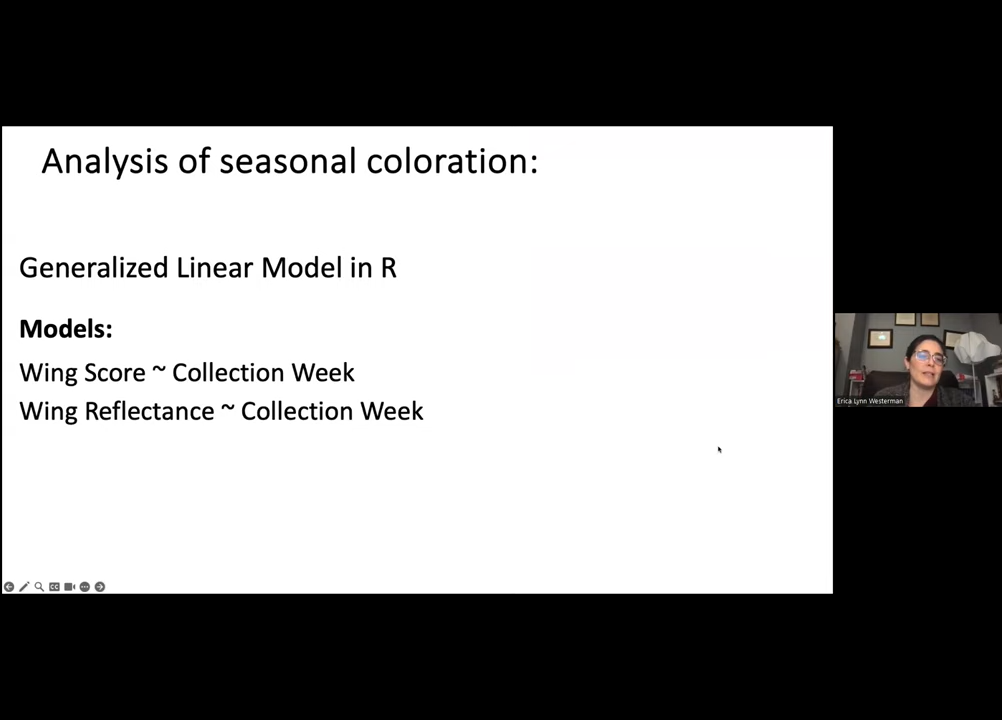 Analysis of seasonal coloration:
Generalized Linear Model in R
Models:
Wing Score ~ Collection Week
Wing Reflectance ~ Collection Week
Erica Lynn Westerman